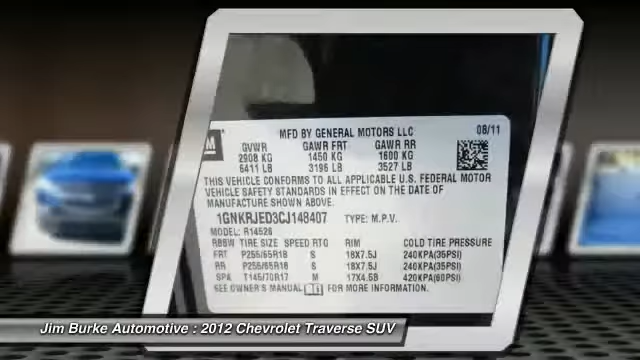 MFD BY GENERAL MOTORS LLC 08/11
GM
GVWR GAWR FRT GAWR RR
2908 KG 1450 KG 1600 KG
6411 LB 3196 LB 3527 LB
THIS VEHICLE CONFORMS TO ALL APPLICABLE U.S. FEDERAL MOTOR
VEHICLE SAFETY STANDARDS IN EFFECT ON THE DATE OF
MANUFACTURE SHOWN ABOVE.
1GNKRJED3CJ148407 TYPE: M.P.V.
MODEL: R14526
RBBW TIRE SIZE SPEED RTG RIM COLD TIRE PRESSURE
FRT P255/65R18 S 18X7.5J 240KPA(35PSI)
RR P255/65R18 S 18X7.5J 240KPA(35PSI)
SPA T145/70R17 M 17X4.5B 420KPA(60PSI)
SEE OWNER'S MANUAL FOR MORE INFORMATION.
Jim Burke Automotive : 2012 Chevrolet Traverse SUV